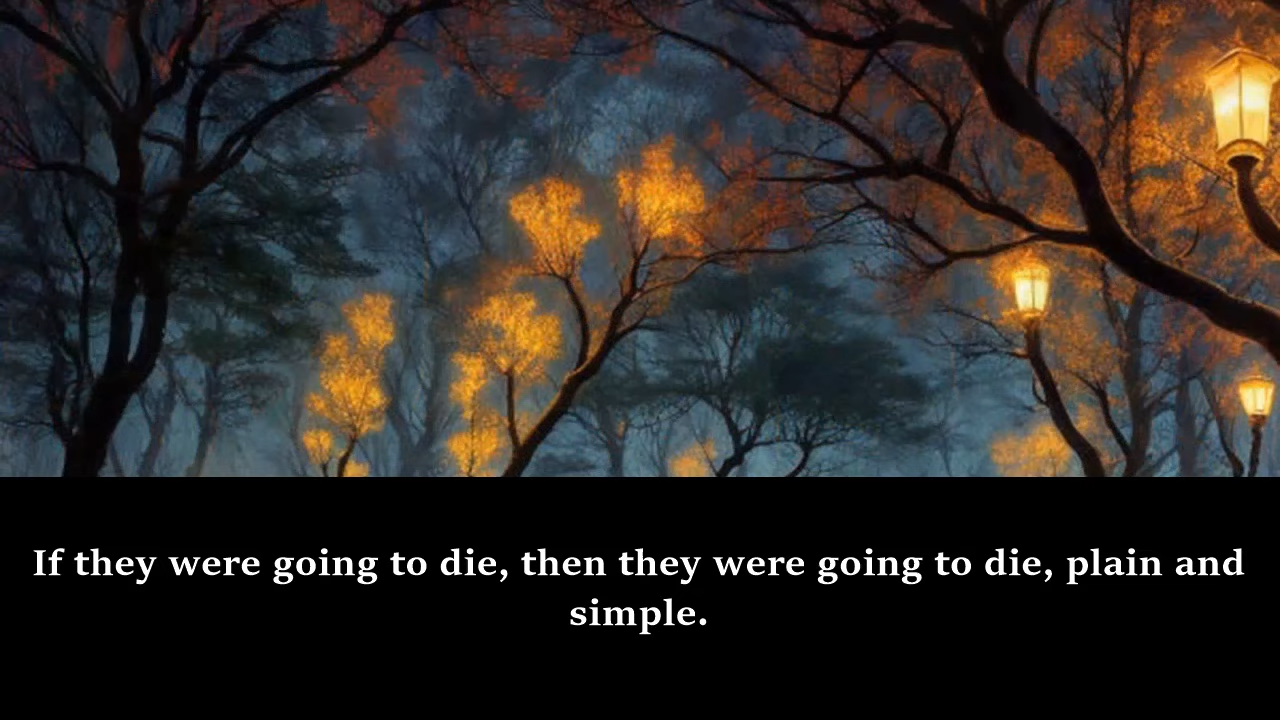 If they were going to die, then they were going to die, plain and
simple.